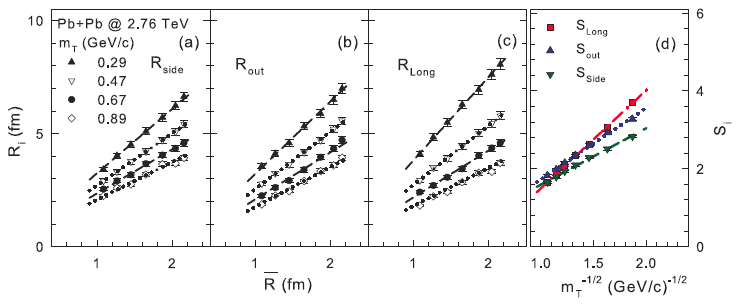 Pb+Pb @ 2.76 TeV
m_T (GeV/c)
0.29
0.47
0.67
0.89
(a)
R_side
(b)
R_out
(c)
R_Long
(d)
S_Long
S_out
S_Side
10
5
0
R_i (fm)
6
4
2
0
S_i
1 2 1 2 1 2 1.0 1.5 2.0
R̅ (fm)
m_T^-1/2 (GeV/c)^-1/2